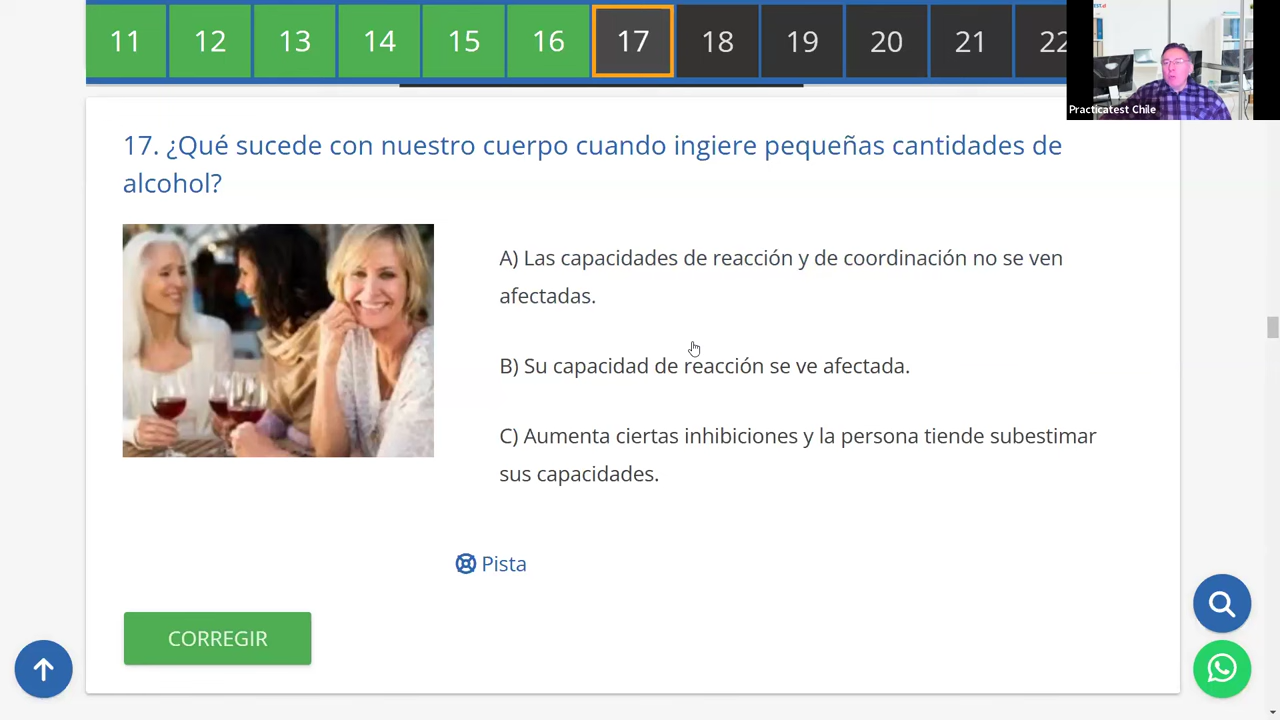 11 12 13 14 15 16 17 18 19 20 21 22
Practicatest Chile
17. ¿Qué sucede con nuestro cuerpo cuando ingiere pequeñas cantidades de
alcohol?
A) Las capacidades de reacción y de coordinación no se ven
afectadas.
B) Su capacidad de reacción se ve afectada.
C) Aumenta ciertas inhibiciones y la persona tiende subestimar
sus capacidades.
Pista
CORREGIR